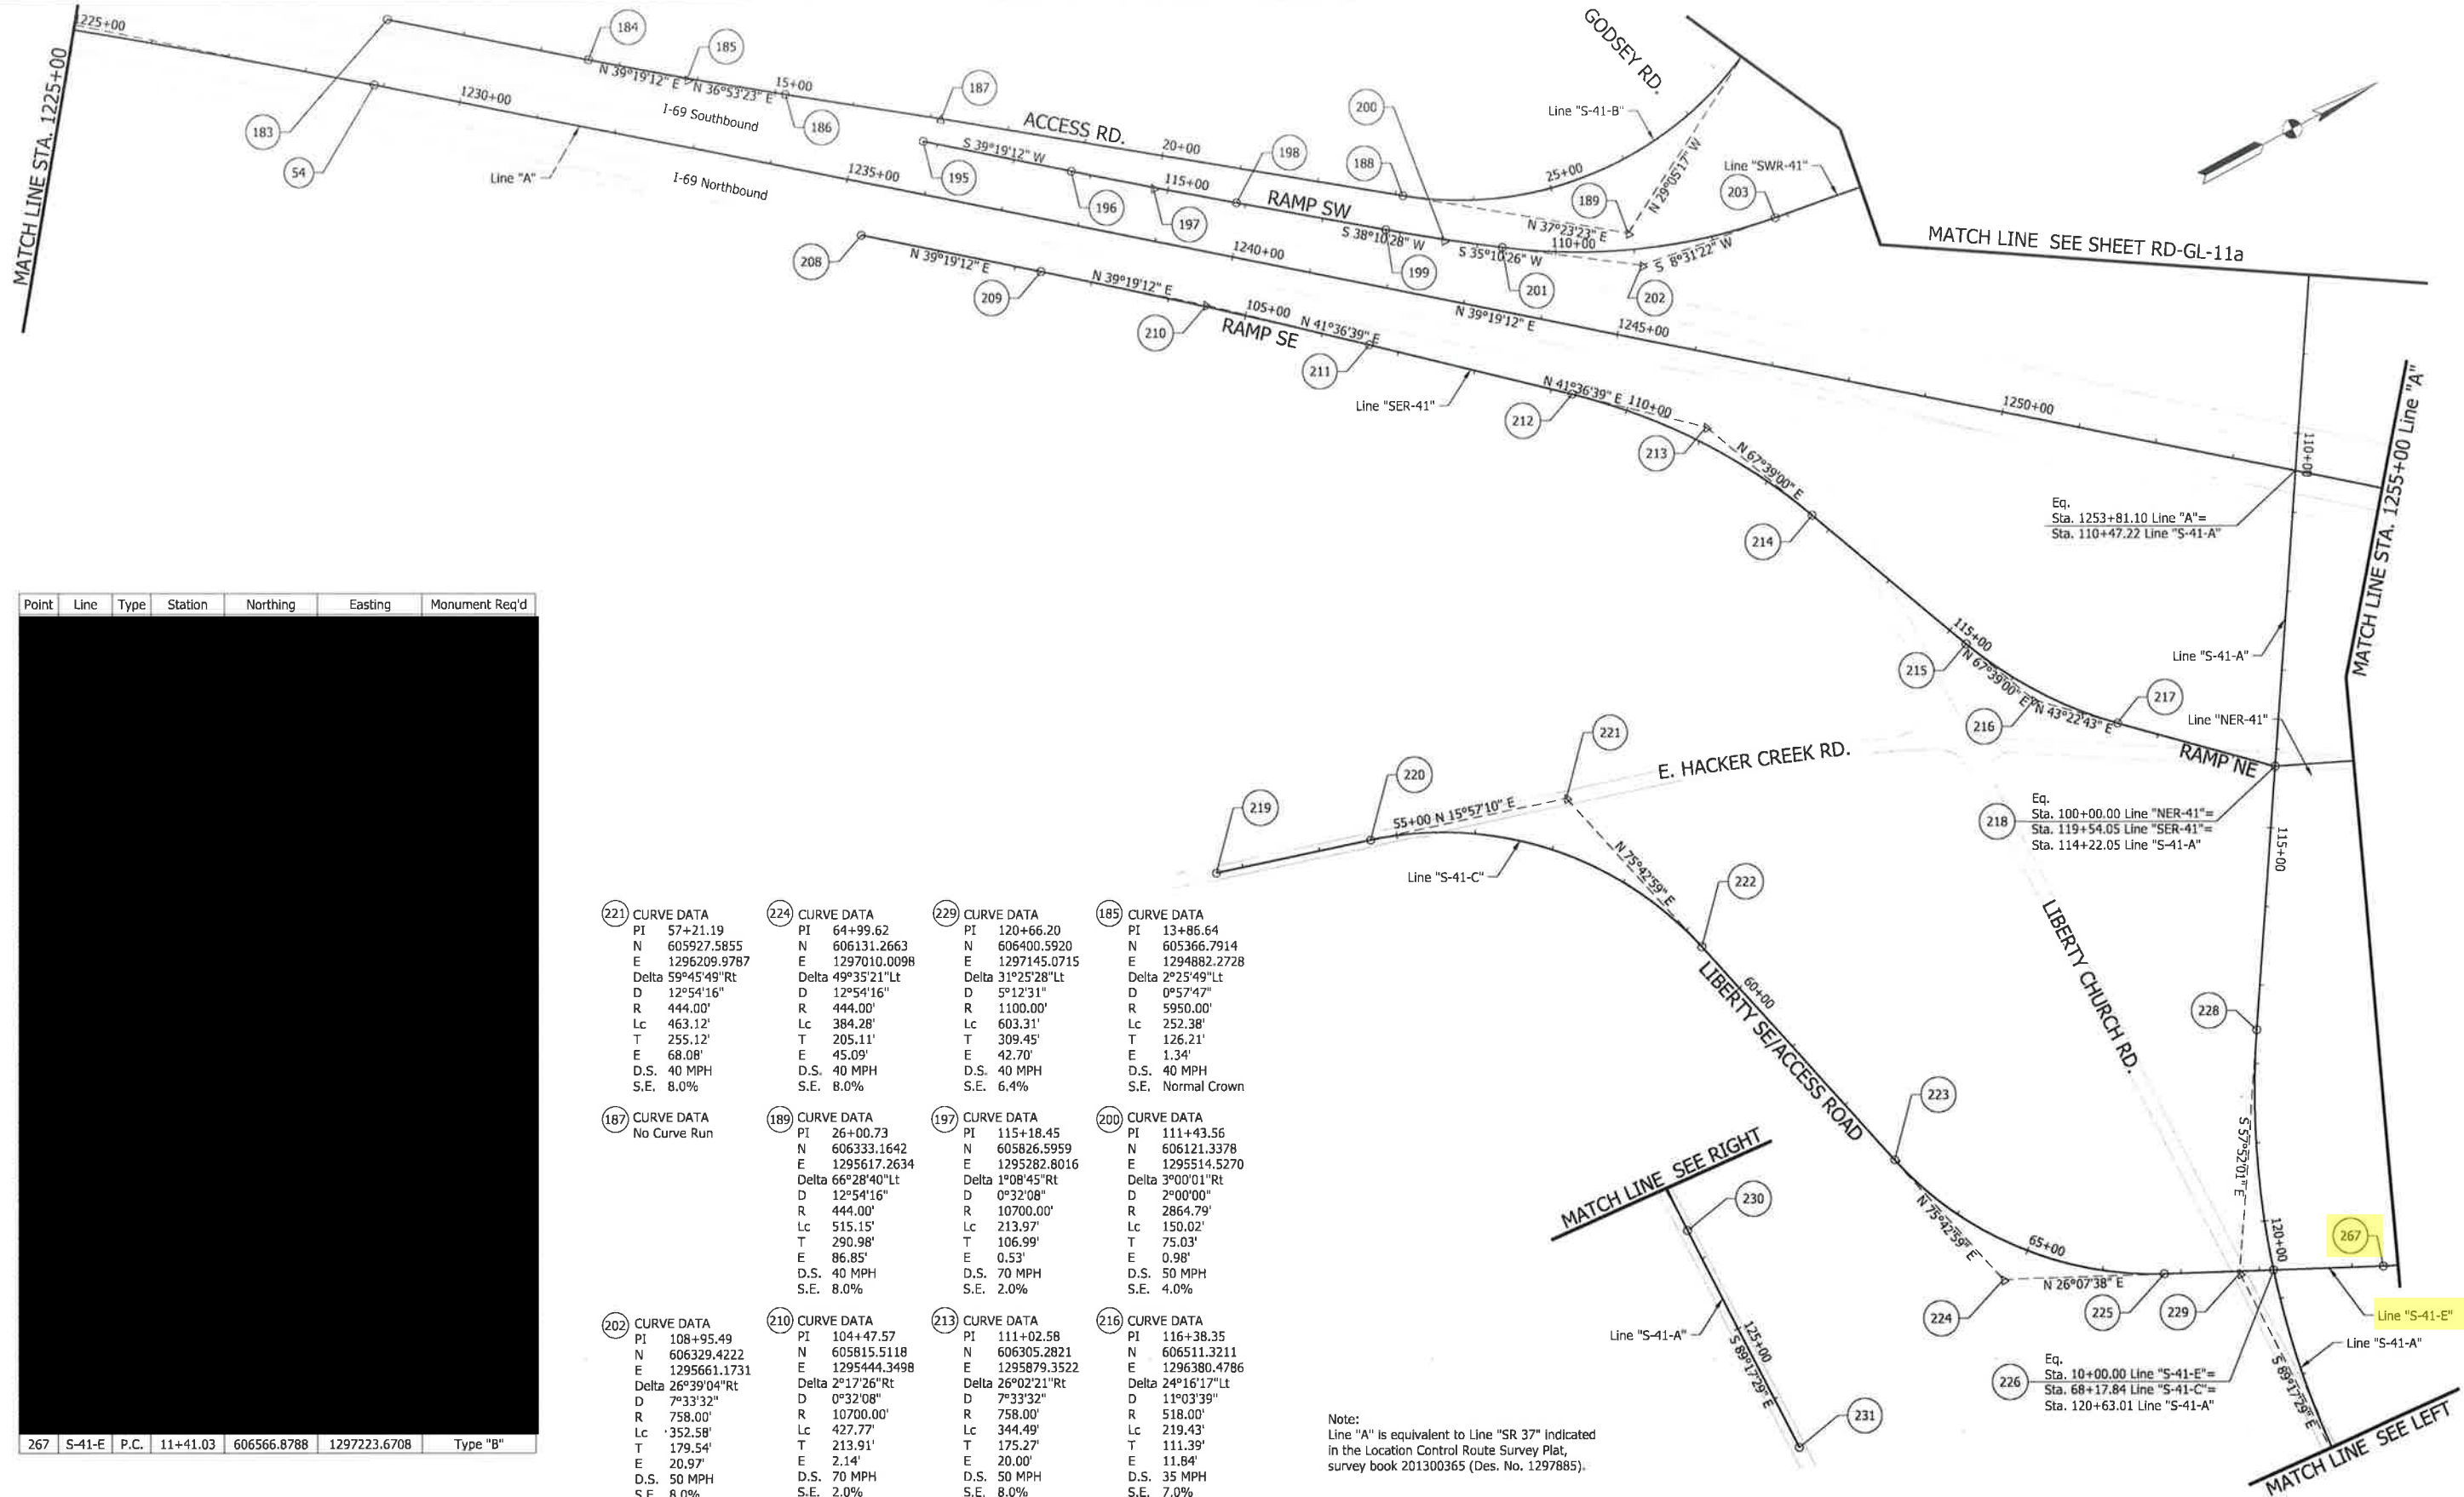 MATCH LINE STA. 1225+00
1225+00
183
54
184
185
N 39°19'12" E
N 36°53'23" E
15+00
186
187
1230+00
I-69 Southbound
Line "A"
I-69 Northbound
ACCESS RD.
20+00
S 39°19'12" W
195
1235+00
196
115+00
197
198
RAMP SW
200
188
GODSEY RD.
Line "S-41-B"
25+00
189
N 29°05'17" W
N 37°23'23" E
Line "SWR-41"
203
S 38°10'28" W
110+00
S 8°31'22" W
S 35°10'26" W
199
201
202
MATCH LINE SEE SHEET RD-GL-11a
208
N 39°19'12" E
209
N 39°19'12" E
210
105+00
RAMP SE
N 41°36'39" E
211
1240+00
N 39°19'12" E
1245+00
Line "SER-41"
N 41°36'39" E
110+00
212
213
N 67°39'00" E
214
1250+00
110+00
MATCH LINE STA. 1255+00 Line "A"
Eq.
Sta. 1253+81.10 Line "A"=
Sta. 110+47.22 Line "S-41-A"
115+00
215
N 67°39'00" E
216
N 43°22'43" E
217
Line "S-41-A"
Line "NER-41"
RAMP NE
218
Eq.
Sta. 100+00.00 Line "NER-41"=
Sta. 119+54.05 Line "SER-41"=
Sta. 114+22.05 Line "S-41-A"
115+00
219
220
221
55+00
N 15°57'10" E
E. HACKER CREEK RD.
Line "S-41-C"
N 75°42'59" E
222
60+00
LIBERTY SE/ACCESS ROAD
LIBERTY CHURCH RD.
228
223
S 57°52'01" E
N 75°42'59" E
65+00
224
N 26°07'38" E
225
229
120+00
267
Line "S-41-E"
Line "S-41-A"
226
Eq.
Sta. 10+00.00 Line "S-41-E"=
Sta. 68+17.84 Line "S-41-C"=
Sta. 120+63.01 Line "S-41-A"
S 89°17'29" E
MATCH LINE SEE LEFT
MATCH LINE SEE RIGHT
230
Line "S-41-A"
125+00
S 89°17'29" E
231
Note:
Line "A" is equivalent to Line "SR 37" indicated
in the Location Control Route Survey Plat,
survey book 201300365 (Des. No. 1297885).
Point Line Type Station Northing Easting Monument Req'd
267 S-41-E P.C. 11+41.03 606566.8788 1297223.6708 Type "B"
221 CURVE DATA
PI 57+21.19
N 605927.5855
E 1296209.9787
Delta 59°45'49"Rt
D 12°54'16"
R 444.00'
Lc 463.12'
T 255.12'
E 68.08'
D.S. 40 MPH
S.E. 8.0%
224 CURVE DATA
PI 64+99.62
N 606131.2663
E 1297010.0098
Delta 49°35'21"Lt
D 12°54'16"
R 444.00'
Lc 384.28'
T 205.11'
E 45.09'
D.S. 40 MPH
S.E. 8.0%
229 CURVE DATA
PI 120+66.20
N 606400.5920
E 1297145.0715
Delta 31°25'28"Lt
D 5°12'31"
R 1100.00'
Lc 603.31'
T 309.45'
E 42.70'
D.S. 40 MPH
S.E. 6.4%
185 CURVE DATA
PI 13+86.64
N 605366.7914
E 1294882.2728
Delta 2°25'49"Lt
D 0°57'47"
R 5950.00'
Lc 252.38'
T 126.21'
E 1.34'
D.S. 40 MPH
S.E. Normal Crown
187 CURVE DATA
No Curve Run
189 CURVE DATA
PI 26+00.73
N 606333.1642
E 1295617.2634
Delta 66°28'40"Lt
D 12°54'16"
R 444.00'
Lc 515.15'
T 290.98'
E 86.85'
D.S. 40 MPH
S.E. 8.0%
197 CURVE DATA
PI 115+18.45
N 605826.5959
E 1295282.8016
Delta 1°08'45"Rt
D 0°32'08"
R 10700.00'
Lc 213.97'
T 106.99'
E 0.53'
D.S. 70 MPH
S.E. 2.0%
200 CURVE DATA
PI 111+43.56
N 606121.3378
E 1295514.5270
Delta 3°00'01"Rt
D 2°00'00"
R 2864.79'
Lc 150.02'
T 75.03'
E 0.98'
D.S. 50 MPH
S.E. 4.0%
202 CURVE DATA
PI 108+95.49
N 606329.4222
E 1295661.1731
Delta 26°39'04"Rt
D 7°33'32"
R 758.00'
Lc 352.58'
T 179.54'
E 20.97'
D.S. 50 MPH
S.E. 8.0%
210 CURVE DATA
PI 104+47.57
N 605815.5118
E 1295444.3498
Delta 2°17'26"Rt
D 0°32'08"
R 10700.00'
Lc 427.77'
T 213.91'
E 2.14'
D.S. 70 MPH
S.E. 2.0%
213 CURVE DATA
PI 111+02.58
N 606305.2821
E 1295879.3522
Delta 26°02'21"Rt
D 7°33'32"
R 758.00'
Lc 344.49'
T 175.27'
E 20.00'
D.S. 50 MPH
S.E. 8.0%
216 CURVE DATA
PI 116+38.35
N 606511.3211
E 1296380.4786
Delta 24°16'17"Lt
D 11°03'39"
R 518.00'
Lc 219.43'
T 111.39'
E 11.84'
D.S. 35 MPH
S.E. 7.0%